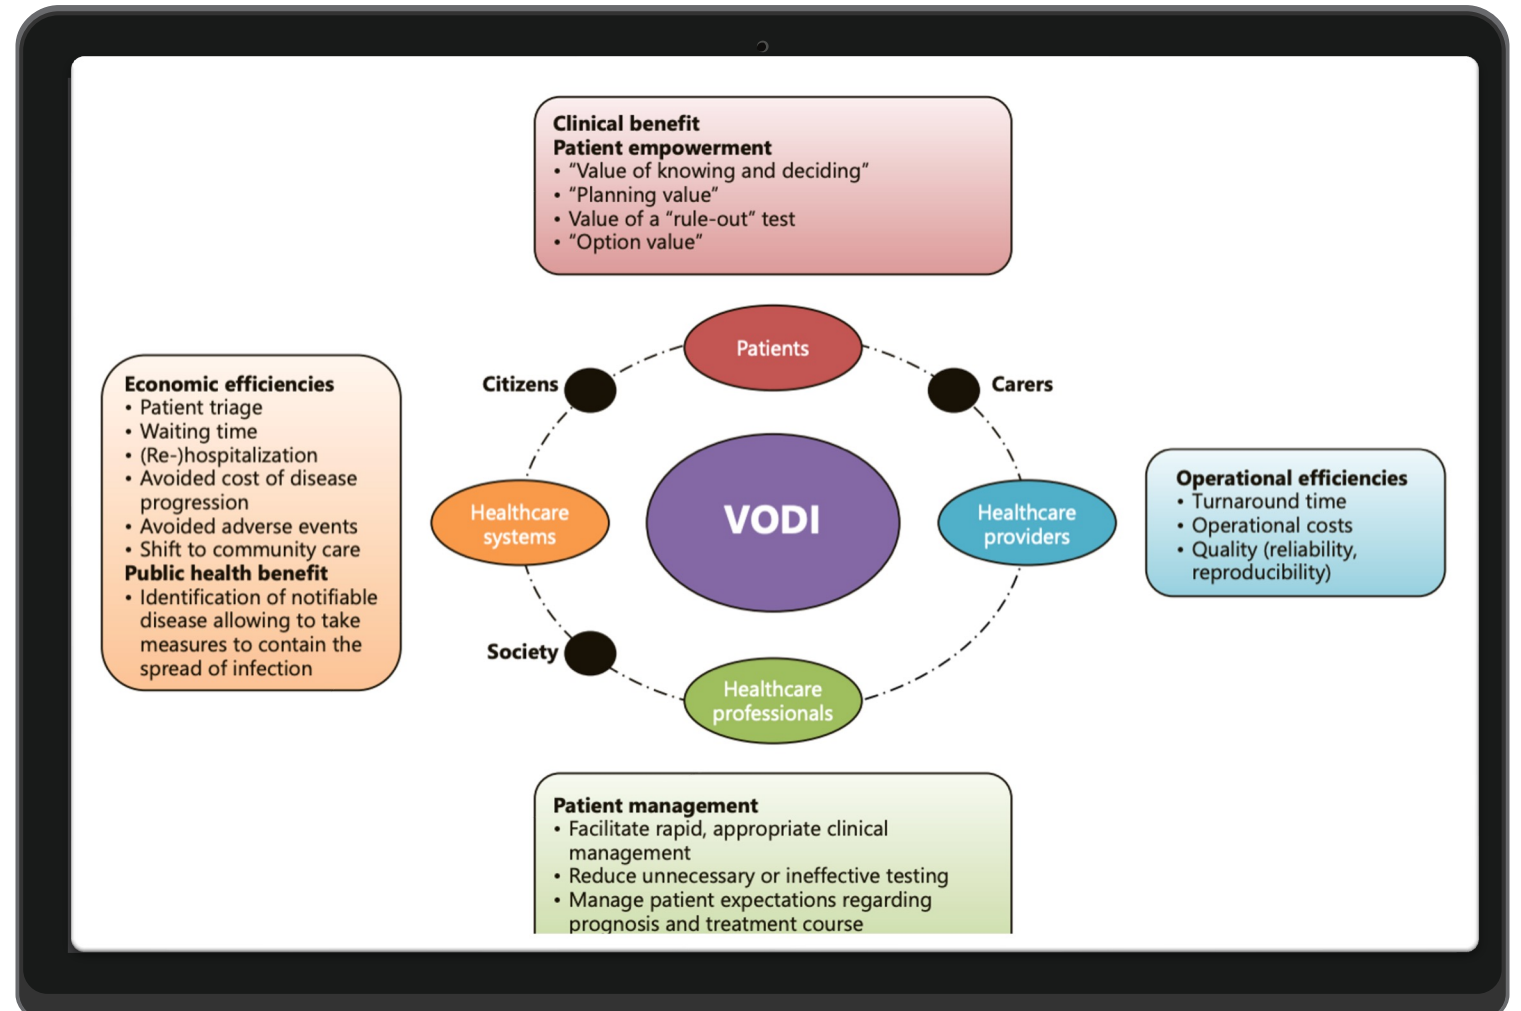 Clinical benefit
Patient empowerment
• “Value of knowing and deciding”
• “Planning value”
• Value of a “rule-out” test
• “Option value”
Patients
Citizens
Carers
Economic efficiencies
• Patient triage
• Waiting time
• (Re-)hospitalization
• Avoided cost of disease
progression
• Avoided adverse events
• Shift to community care
Public health benefit
• Identification of notifiable
disease allowing to take
measures to contain the
spread of infection
Healthcare
systems
VODI
Healthcare
providers
Operational efficiencies
• Turnaround time
• Operational costs
• Quality (reliability,
reproducibility)
Society
Healthcare
professionals
Patient management
• Facilitate rapid, appropriate clinical
management
• Reduce unnecessary or ineffective testing
• Manage patient expectations regarding
prognosis and treatment course